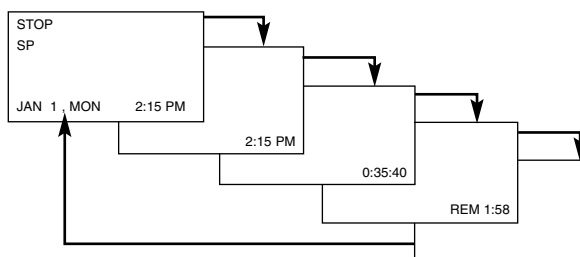 STOP
SP
JAN 1 , MON 2:15 PM
2:15 PM
0:35:40
REM 1:58